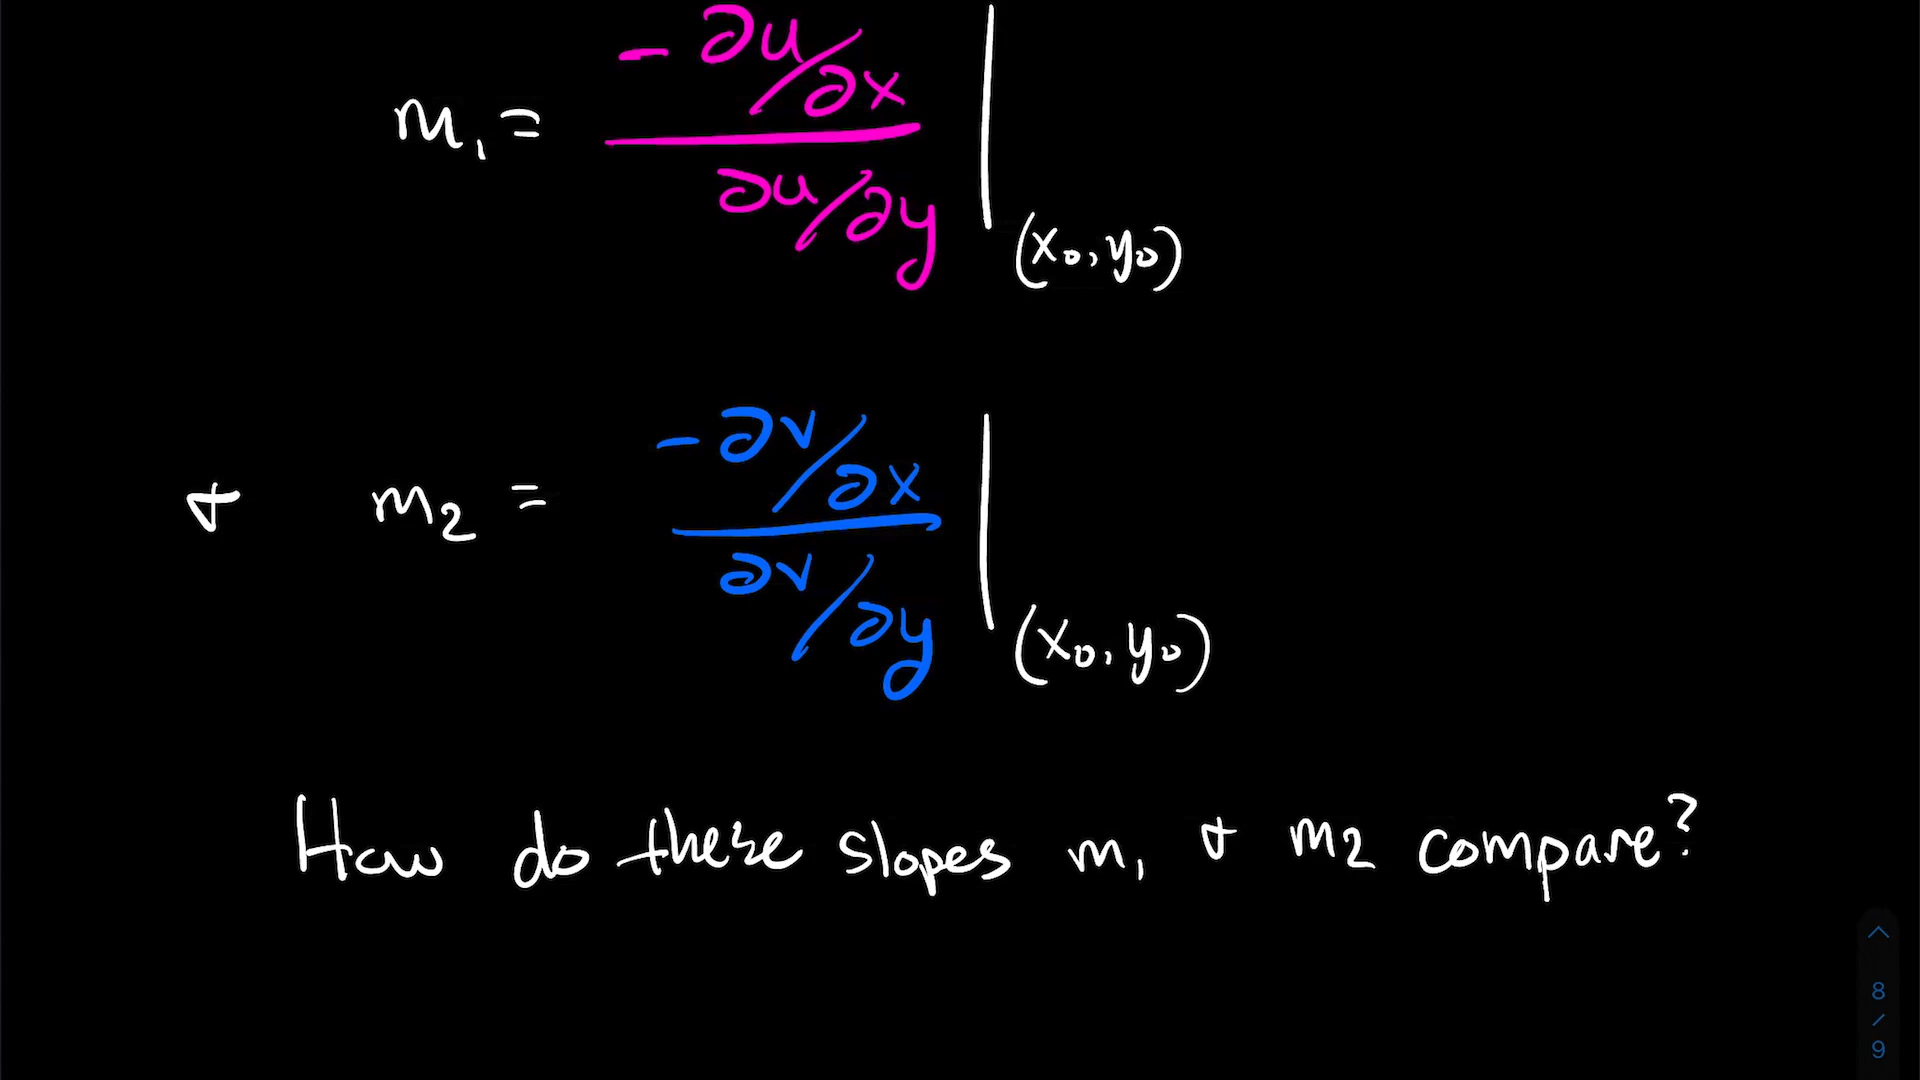 m₁ = -∂u/∂x
∂u/∂y
(x₀, y₀)
& m₂ = -∂v/∂x
∂v/∂y
(x₀, y₀)
How do these slopes m₁ & m₂ compare?
8
/
9